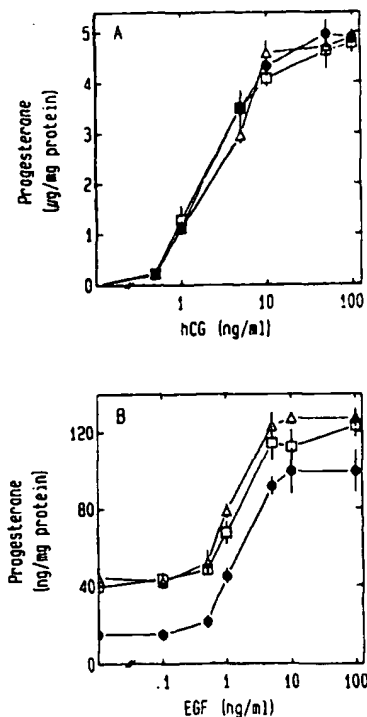 A
Progesterone
(µg/mg protein)
5
4
3
2
1
0
1
10
100
hCG (ng/ml)
B
Progesterone
(ng/mg protein)
120
80
40
0
.1
1
10
100
EGF (ng/ml)